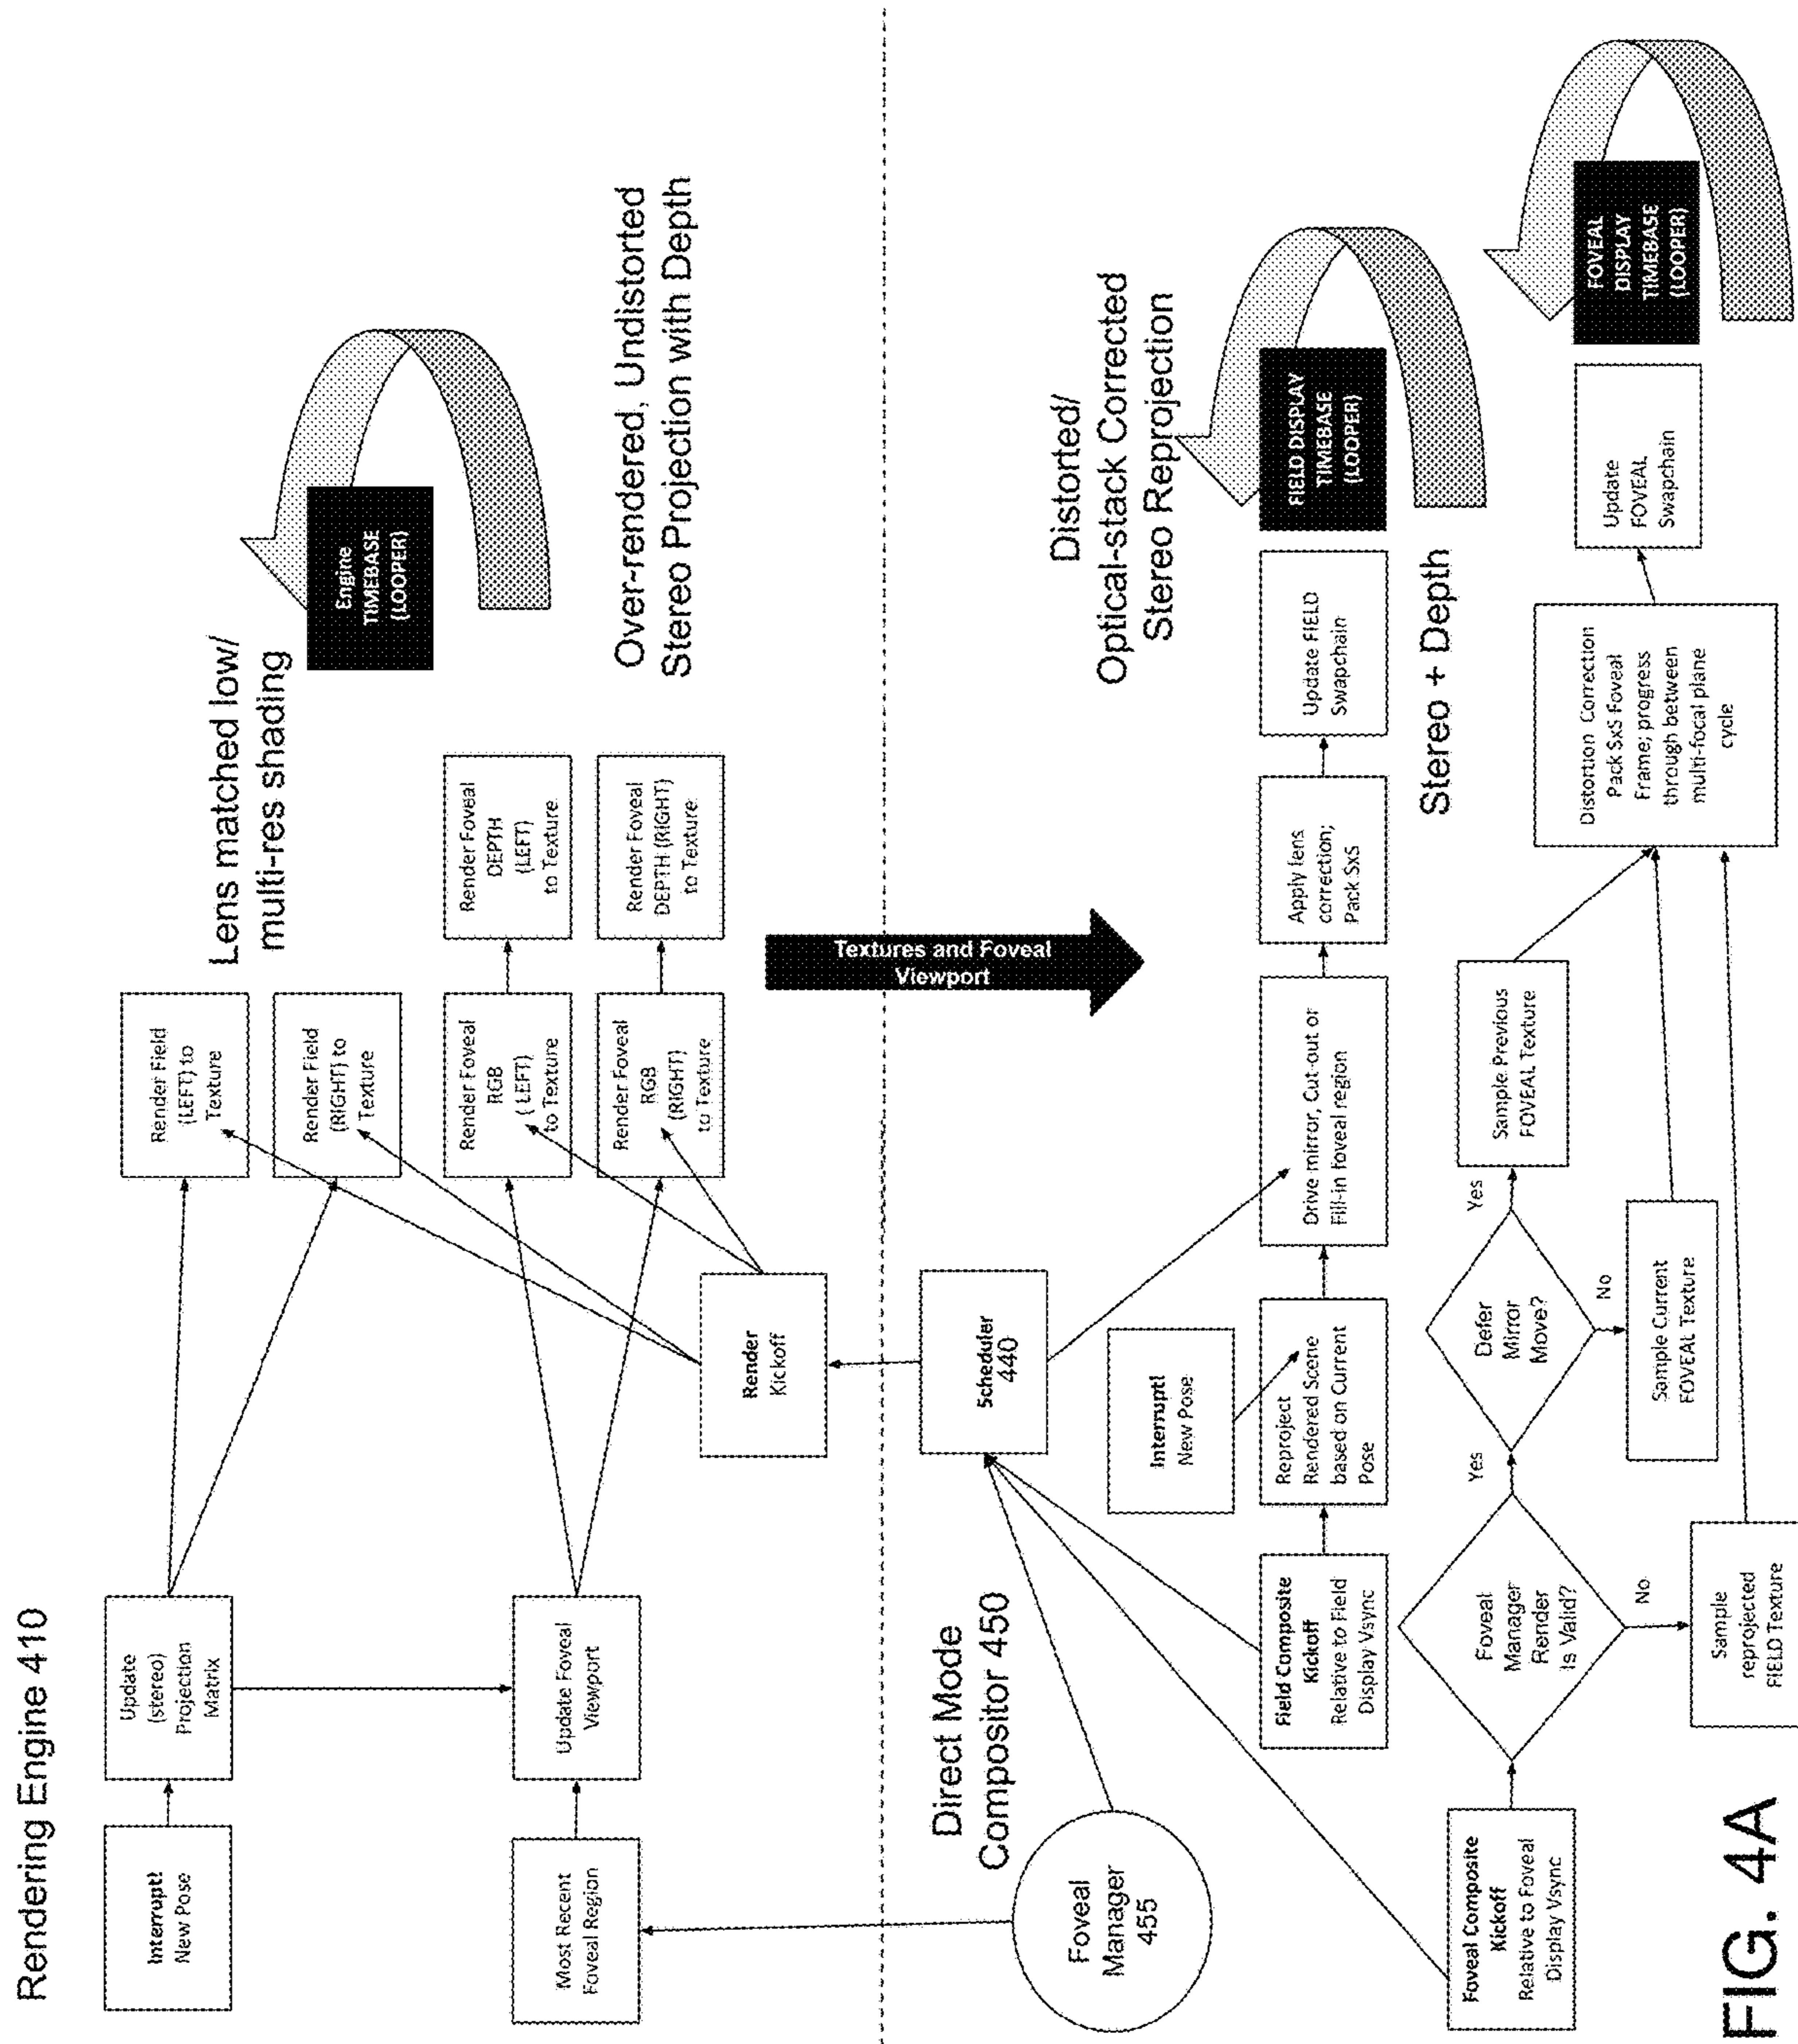 Rendering Engine 410
Interrupt!
New Pose
Update
(stereo)
Projection
Matrix
Render Field
(LEFT) to
Texture
Render Field
(RIGHT) to
Texture
Lens matched low/
multi-res shading
Engine
TIMEBASE
(LOOPER)
Most Recent
Foveal Region
Update Foveal
Viewport
Render Foveal
RGB
( LEFT)
to Texture
Render Foveal
DEPTH
(LEFT)
to Texture
Render Foveal
RGB
(RIGHT)
to Texture
Render Foveal
DEPTH (RIGHT)
to Texture
Over-rendered, Undistorted
Stereo Projection with Depth
Render
Kickoff
Textures and Foveal
Viewport
Direct Mode
Compositor 450
Foveal
Manager
455
Scheduler
440
Distorted/
Optical-stack Corrected
Stereo Reprojection
Interrupt!
New Pose
Field Composite
Kickoff
Relative to Field
Display Vsync
Reproject
Rendered Scene
based on Current
Pose
Drive mirror, Cut-out or
Fill-in foveal region
Apply lens
correction;
Pack SxS
Update FIELD
Swapchain
FIELD DISPLAY
TIMEBASE
(LOOPER)
Stereo + Depth
Foveal Composite
Kickoff
Relative to Foveal
Display Vsync
Foveal
Manager
Render
Is Valid?
Yes
No
Defer
Mirror
Move?
Yes
No
Sample Previous
FOVEAL Texture
Sample Current
FOVEAL Texture
Sample
reprojected
FIELD Texture
Distortion Correction
Pack SxS Foveal
Frame; progress
through between
multi-focal plane
cycle
Update
FOVEAL
Swapchain
FOVEAL
DISPLAY
TIMEBASE
(LOOPER)
FIG. 4A